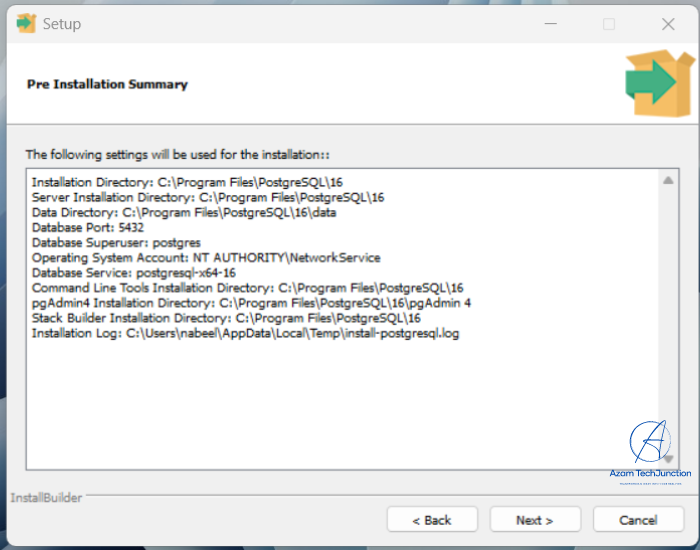 Setup
Pre Installation Summary
The following settings will be used for the installation::
Installation Directory: C:\Program Files\PostgreSQL\16
Server Installation Directory: C:\Program Files\PostgreSQL\16
Data Directory: C:\Program Files\PostgreSQL\16\data
Database Port: 5432
Database Superuser: postgres
Operating System Account: NT AUTHORITY\NetworkService
Database Service: postgresql-x64-16
Command Line Tools Installation Directory: C:\Program Files\PostgreSQL\16
pgAdmin4 Installation Directory: C:\Program Files\PostgreSQL\16\pgAdmin 4
Stack Builder Installation Directory: C:\Program Files\PostgreSQL\16
Installation Log: C:\Users\nabeel\AppData\Local\Temp\install-postgresql.log
Azam TechJunction
InstallBuilder
< Back
Next >
Cancel